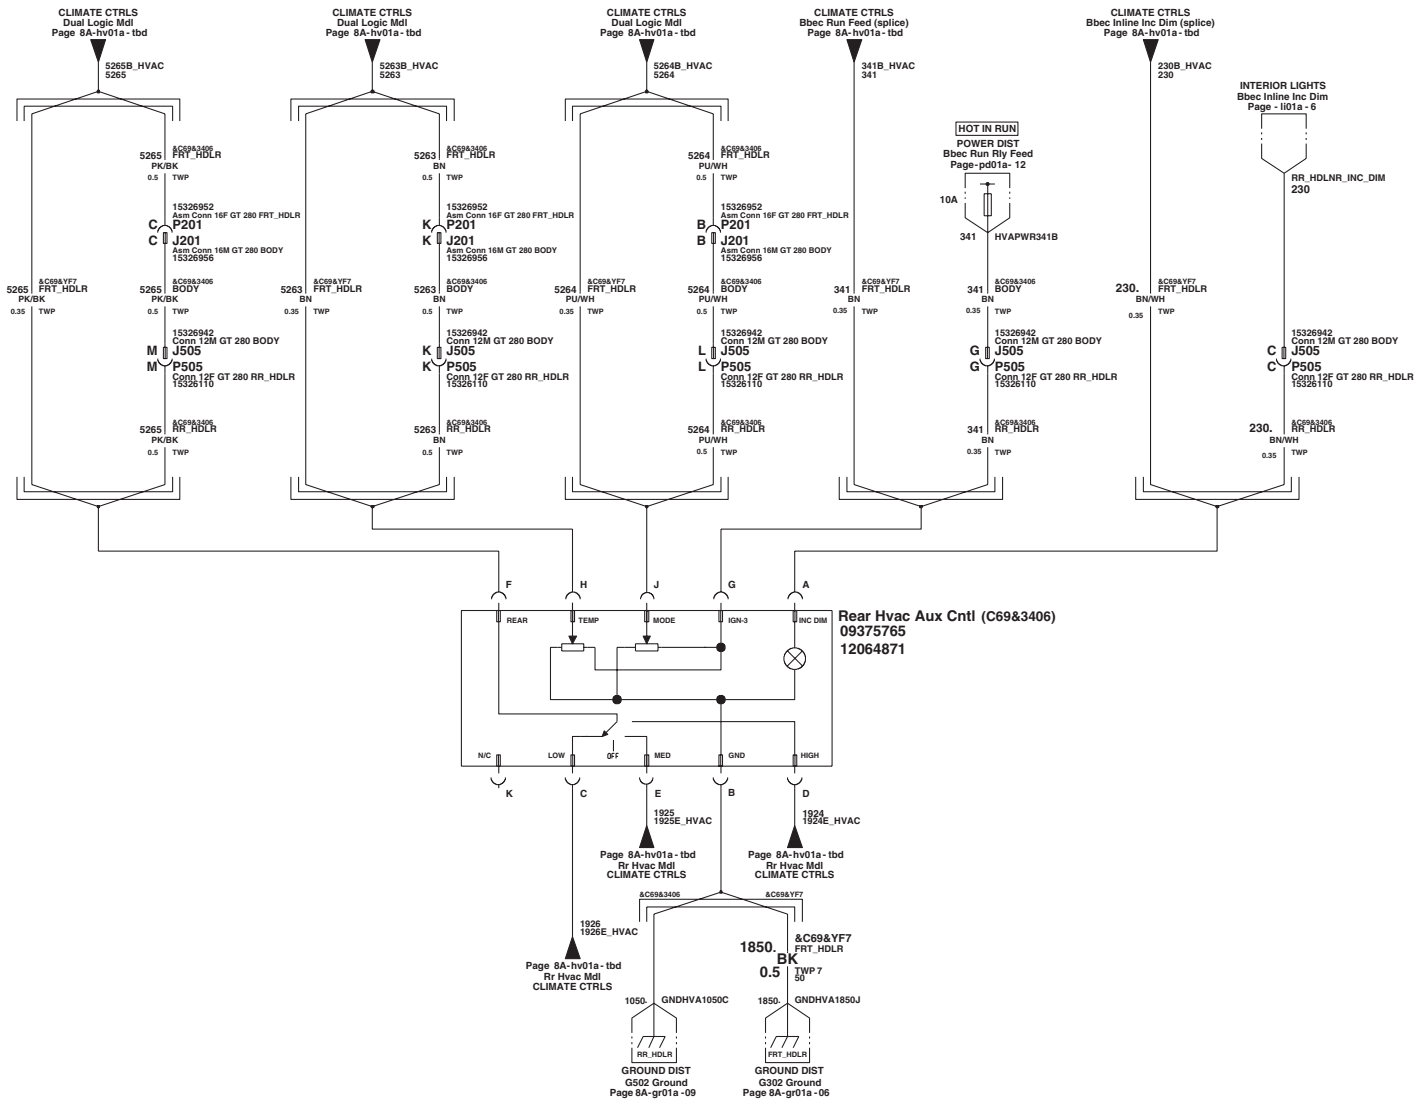 CLIMATE CTRLS
Dual Logic Mdl
Page 8A-hv01a - tbd
5265B_HVAC
5265
CLIMATE CTRLS
Dual Logic Mdl
Page 8A-hv01a - tbd
5263B_HVAC
5263
CLIMATE CTRLS
Dual Logic Mdl
Page 8A-hv01a - tbd
5264B_HVAC
5264
CLIMATE CTRLS
Bbec Run Feed (splice)
Page 8A-hv01a - tbd
341B_HVAC
341
CLIMATE CTRLS
Bbec Inline Inc Dim (splice)
Page 8A-hv01a - tbd
230B_HVAC
230
INTERIOR LIGHTS
Bbec Inline Inc Dim
Page - li01a - 6
RR_HDLNR_INC_DIM
230
HOT IN RUN
POWER DIST
Bbec Run Rly Feed
Page-pd01a- 12
10A
341 HVAPWR341B
&C69&3406
5265 FRT_HDLR
PK/BK
0.5 TWP
15326952
Asm Conn 16F GT 280 FRT_HDLR
C P201
C J201
Asm Conn 16M GT 280 BODY
15326956
&C69&YF7
5265 FRT_HDLR
PK/BK
0.35 TWP
&C69&3406
5265 BODY
PK/BK
0.5 TWP
15326942
Conn 12M GT 280 BODY
M J505
M P505
Conn 12F GT 280 RR_HDLR
15326110
&C69&3406
5265 RR_HDLR
PK/BK
0.5 TWP
&C69&3406
5263 FRT_HDLR
BN
0.5 TWP
15326952
Asm Conn 16F GT 280 FRT_HDLR
K P201
K J201
Asm Conn 16M GT 280 BODY
15326956
&C69&YF7
5263 FRT_HDLR
BN
0.35 TWP
&C69&3406
5263 BODY
BN
0.5 TWP
15326942
Conn 12M GT 280 BODY
K J505
K P505
Conn 12F GT 280 RR_HDLR
15326110
&C69&3406
5263 RR_HDLR
BN
0.5 TWP
&C69&3406
5264 FRT_HDLR
PU/WH
0.5 TWP
15326952
Asm Conn 16F GT 280 FRT_HDLR
B P201
B J201
Asm Conn 16M GT 280 BODY
15326956
&C69&YF7
5264 FRT_HDLR
PU/WH
0.35 TWP
&C69&3406
5264 BODY
PU/WH
0.5 TWP
15326942
Conn 12M GT 280 BODY
L J505
L P505
Conn 12F GT 280 RR_HDLR
15326110
&C69&3406
5264 RR_HDLR
PU/WH
0.5 TWP
&C69&YF7
341 FRT_HDLR
BN
0.35 TWP
&C69&3406
341 BODY
BN
0.35 TWP
15326942
Conn 12M GT 280 BODY
G J505
G P505
Conn 12F GT 280 RR_HDLR
15326110
&C69&3406
341 RR_HDLR
BN
0.35 TWP
&C69&YF7
230. FRT_HDLR
BN/WH
0.35 TWP
15326942
Conn 12M GT 280 BODY
C J505
C P505
Conn 12F GT 280 RR_HDLR
15326110
&C69&3406
230. RR_HDLR
BN/WH
0.35 TWP
F H J G A
REAR TEMP MODE IGN-3 INC DIM
Rear Hvac Aux Cntl (C69&3406)
09375765
12064871
OFF
N/C LOW MED GND HIGH
K C E B D
1925
1925E_HVAC
Page 8A-hv01a - tbd
Rr Hvac Mdl
CLIMATE CTRLS
1924
1924E_HVAC
Page 8A-hv01a - tbd
Rr Hvac Mdl
CLIMATE CTRLS
1926
1926E_HVAC
Page 8A-hv01a - tbd
Rr Hvac Mdl
CLIMATE CTRLS
&C69&3406 &C69&YF7
&C69&YF7
1850. FRT_HDLR
BK
0.5 TWP 7
50
1050- GNDHVA1050C
RR_HDLR
GROUND DIST
G502 Ground
Page 8A-gr01a -09
1850- GNDHVA1850J
FRT_HDLR
GROUND DIST
G302 Ground
Page 8A-gr01a -06